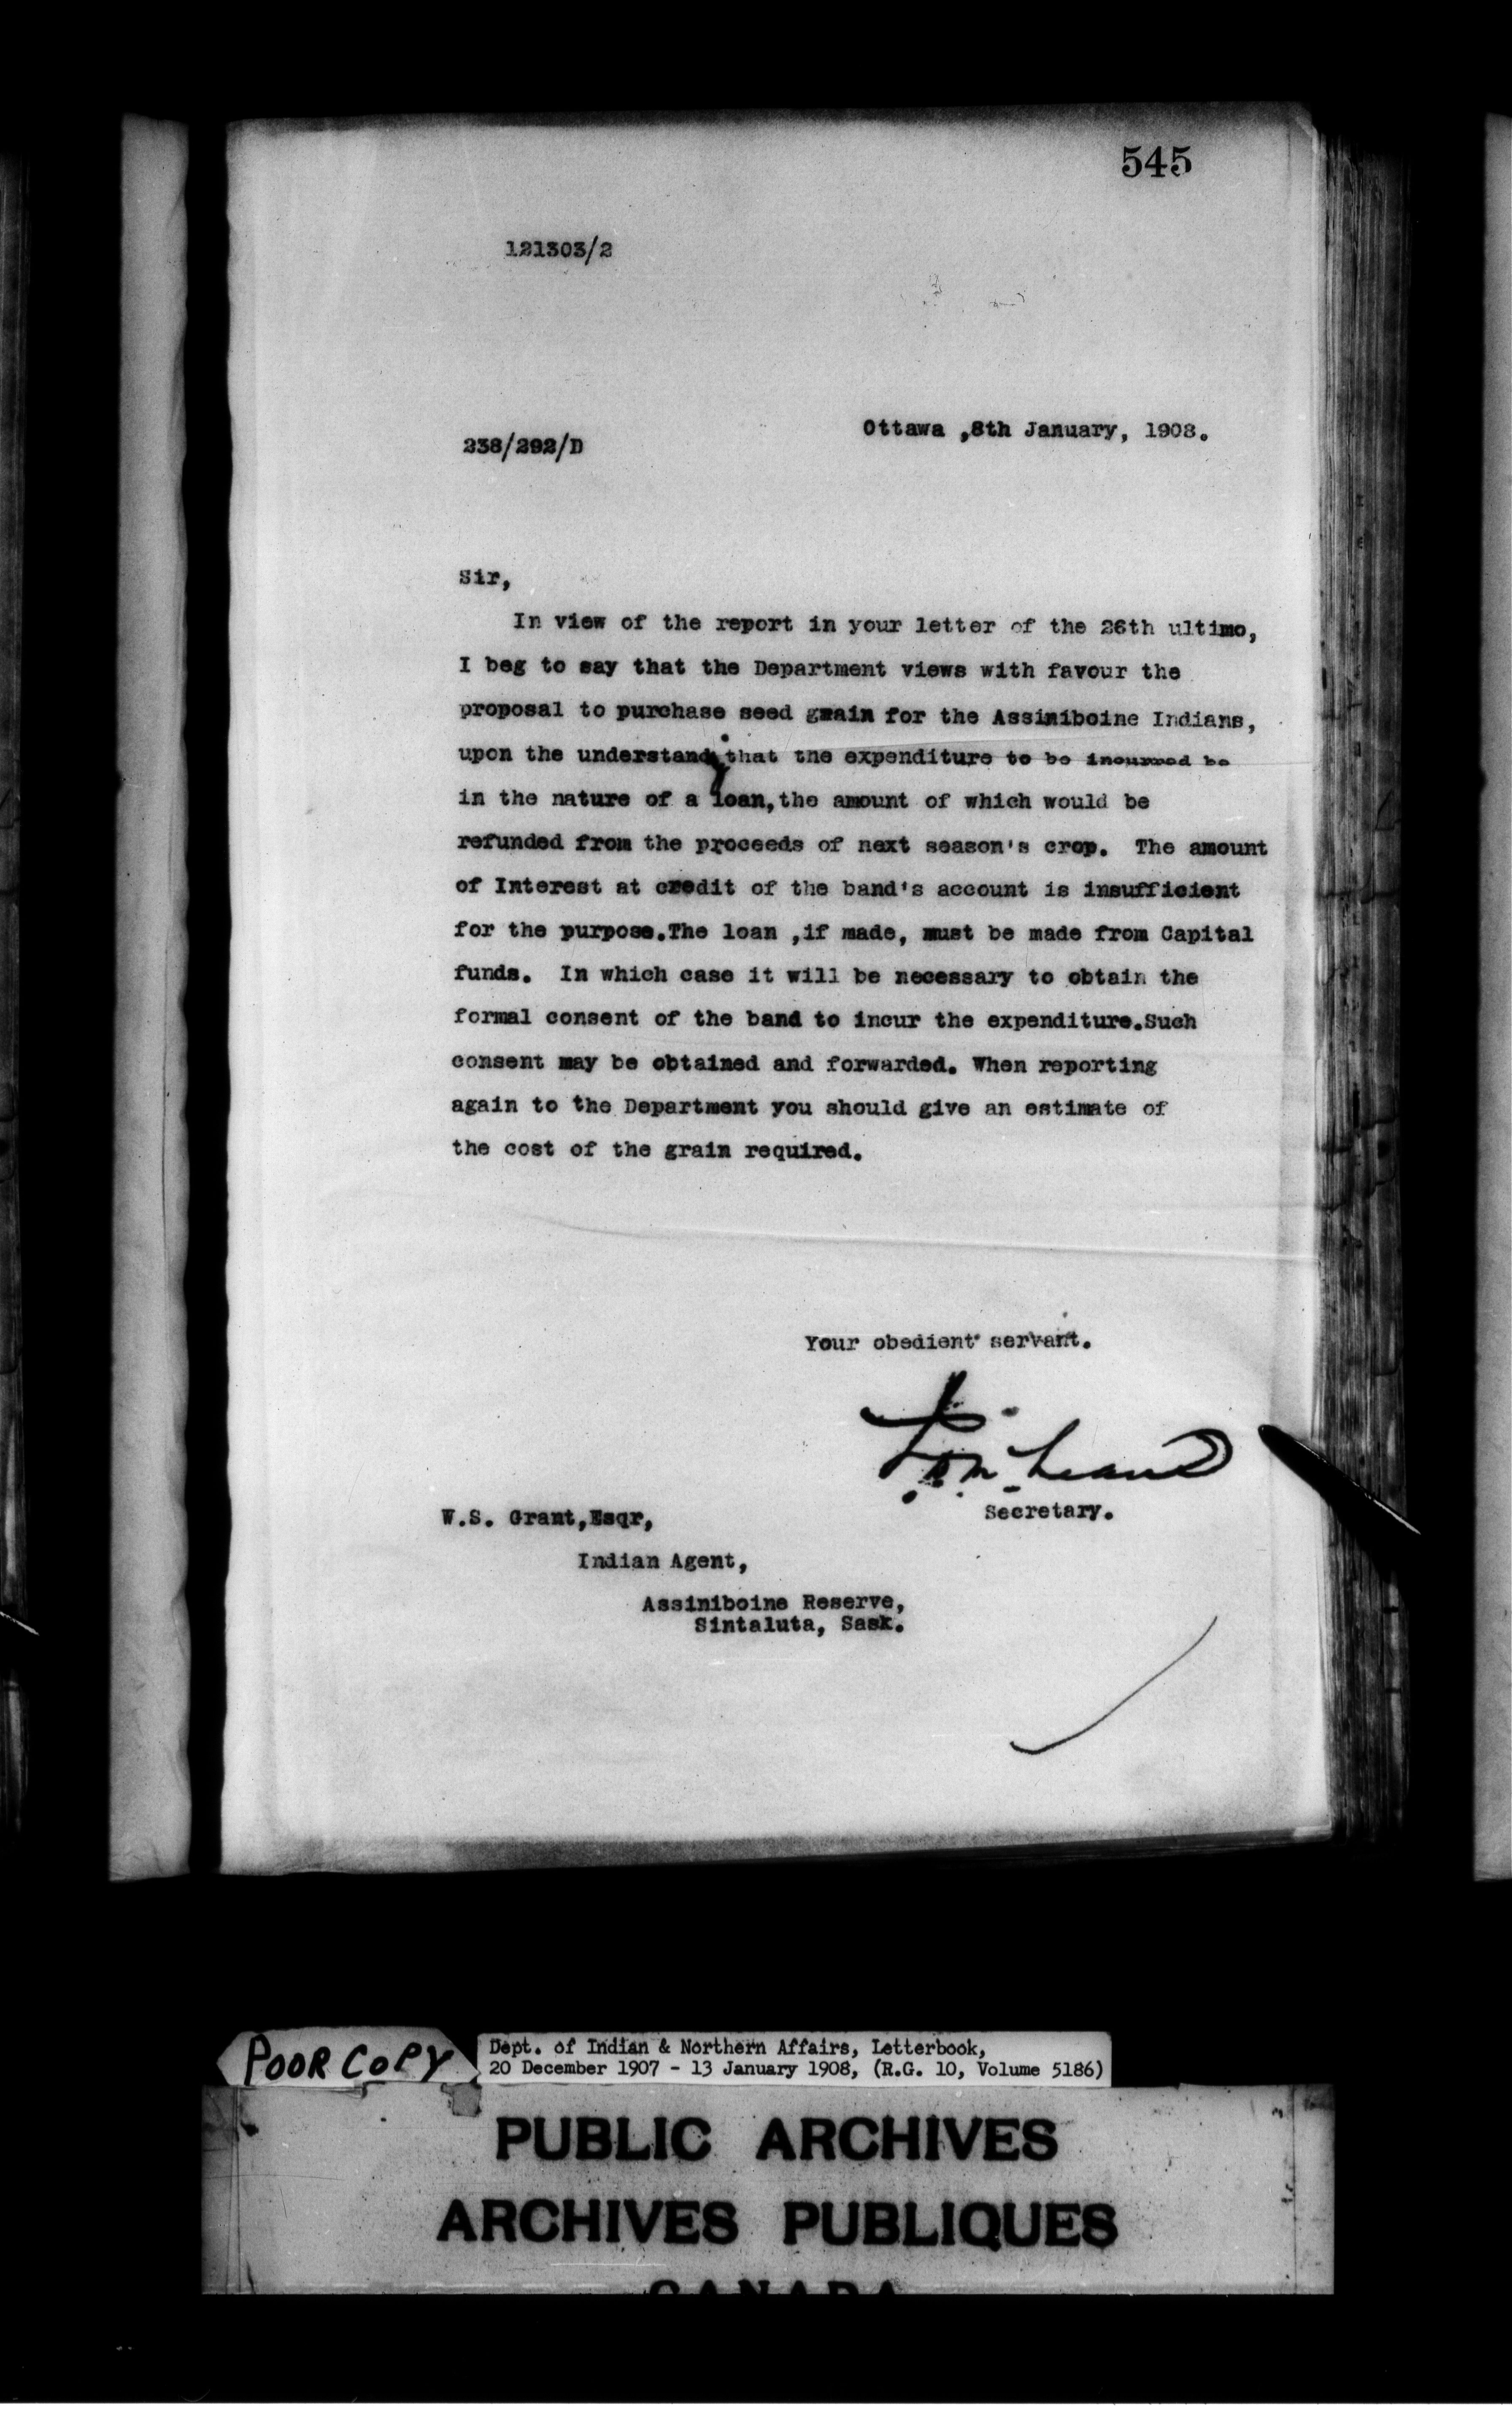 545
121303/2
Ottawa ,8th January, 1908.
238/292/D
Sir,
In view of the report in your letter of the 26th ultimo,
I beg to say that the Department views with favour the
proposal to purchase seed grain for the Assiniboine Indians,
upon the understand that the expenditure to be incurred be
in the nature of a loan,the amount of which would be
refunded from the proceeds of next season's crop. The amount
of Interest at credit of the band's account is insufficient
for the purpose.The loan ,if made, must be made from Capital
funds. In which case it will be necessary to obtain the
formal consent of the band to incur the expenditure.Such
consent may be obtained and forwarded. When reporting
again to the Department you should give an estimate of
the cost of the grain required.
Your obedient servant.
Secretary.
W.S. Grant,Esqr,
Indian Agent,
Assiniboine Reserve,
Sintaluta, Sask.
POOR COPY
Dept. of Indian & Northern Affairs, Letterbook,
20 December 1907 - 13 January 1908, (R.G. 10, Volume 5186)
PUBLIC ARCHIVES
ARCHIVES PUBLIQUES
CANADA